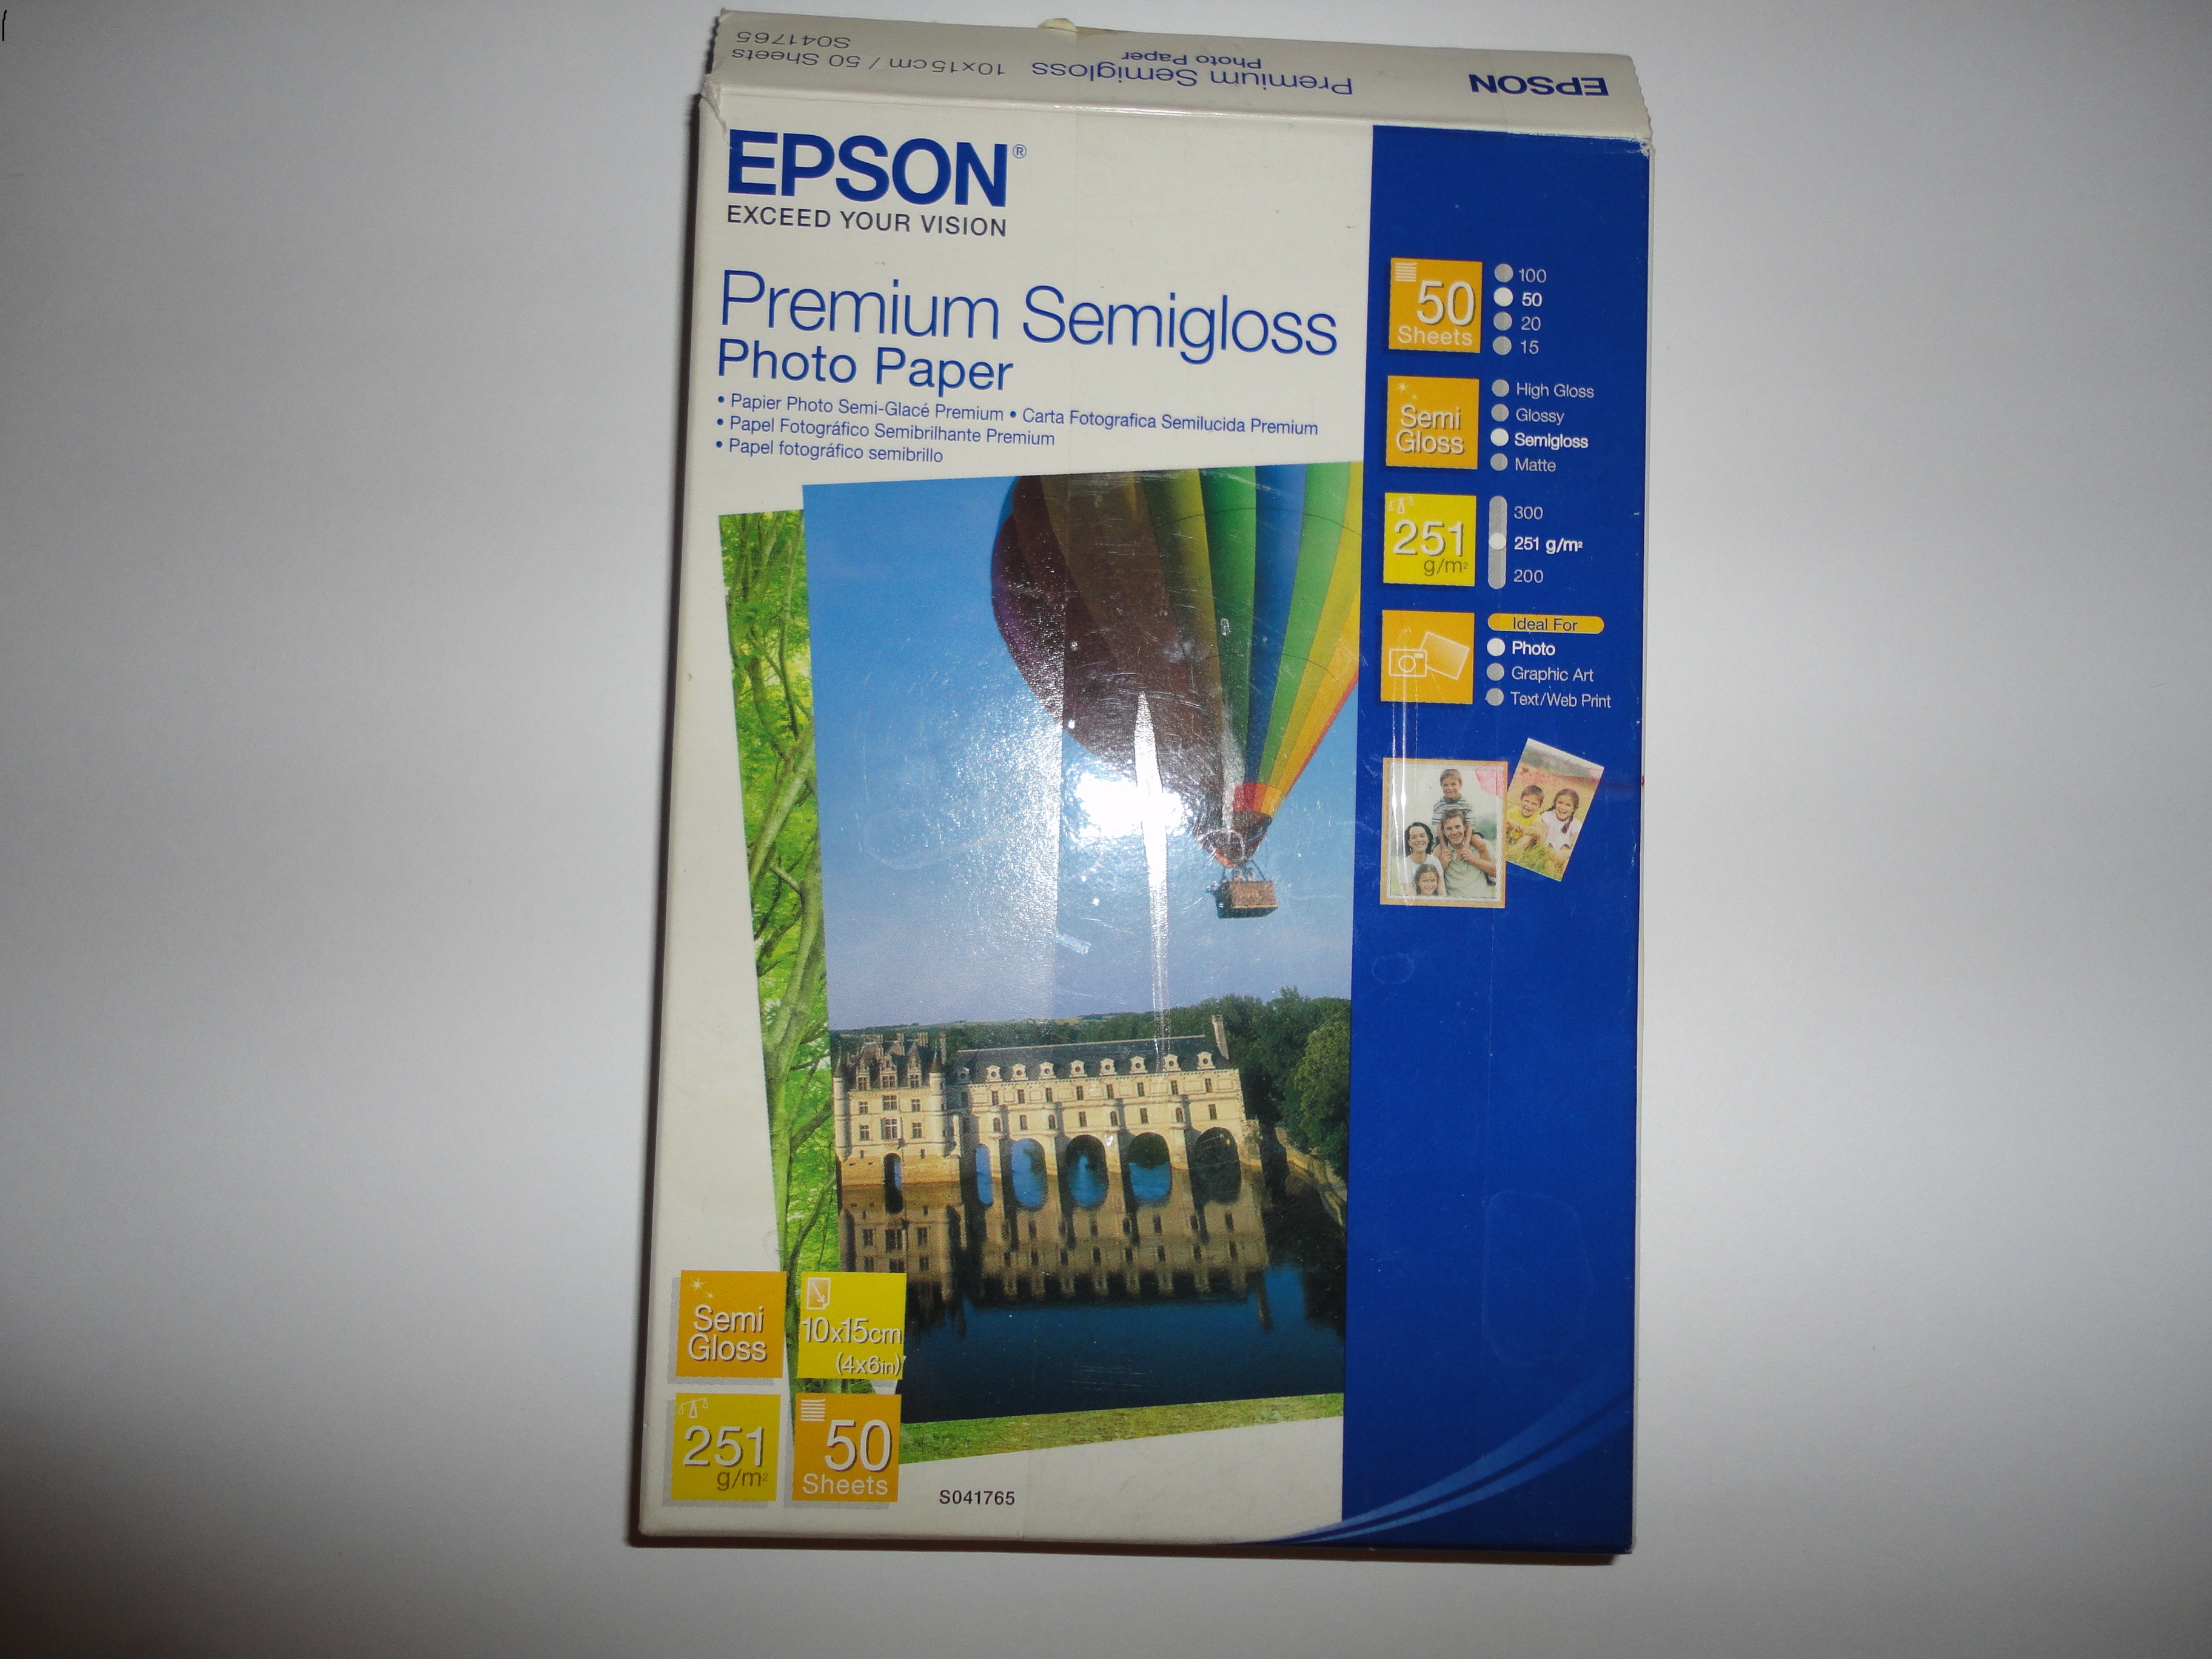 EPSON
Premium Semigloss
Photo Paper
10x15cm / 50 Sheets
S041765
EPSON®
EXCEED YOUR VISION
Premium Semigloss
Photo Paper
• Papier Photo Semi-Glacé Premium • Carta Fotografica Semilucida Premium
• Papel Fotográfico Semibrilhante Premium
• Papel fotográfico semibrillo
50
Sheets
100
50
20
15
Semi
Gloss
High Gloss
Glossy
Semigloss
Matte
251
g/m²
300
251 g/m²
200
Ideal For
Photo
Graphic Art
Text/Web Print
Semi
Gloss
10x15cm
(4x6in)
251
g/m²
50
Sheets
S041765